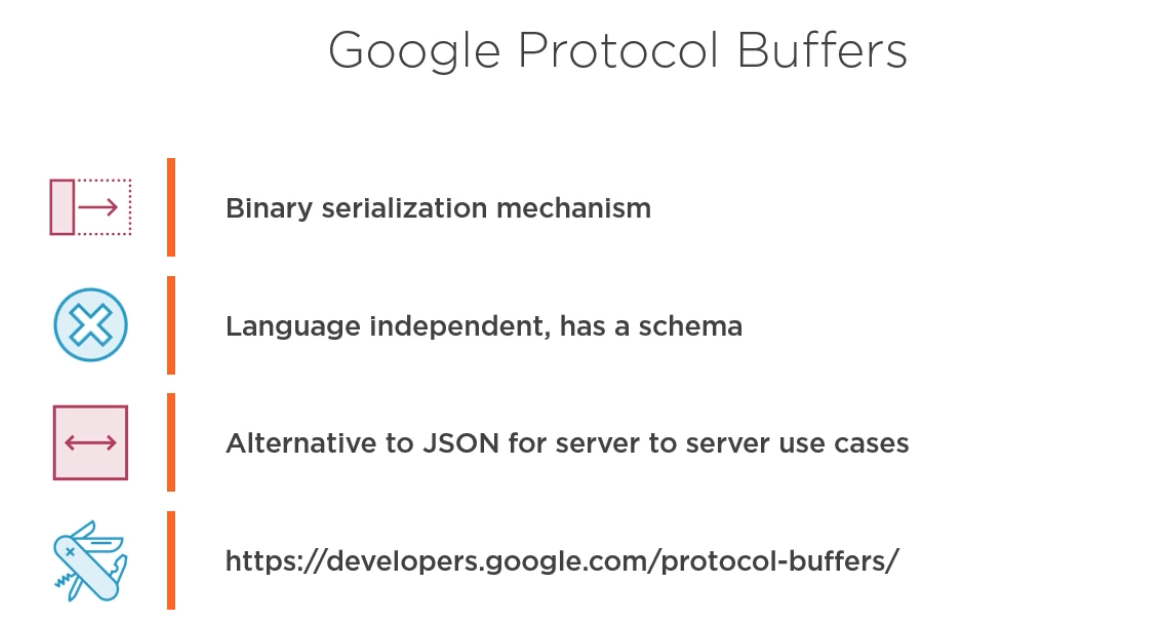 Google Protocol Buffers
Binary serialization mechanism
Language independent, has a schema
Alternative to JSON for server to server use cases
https://developers.google.com/protocol-buffers/